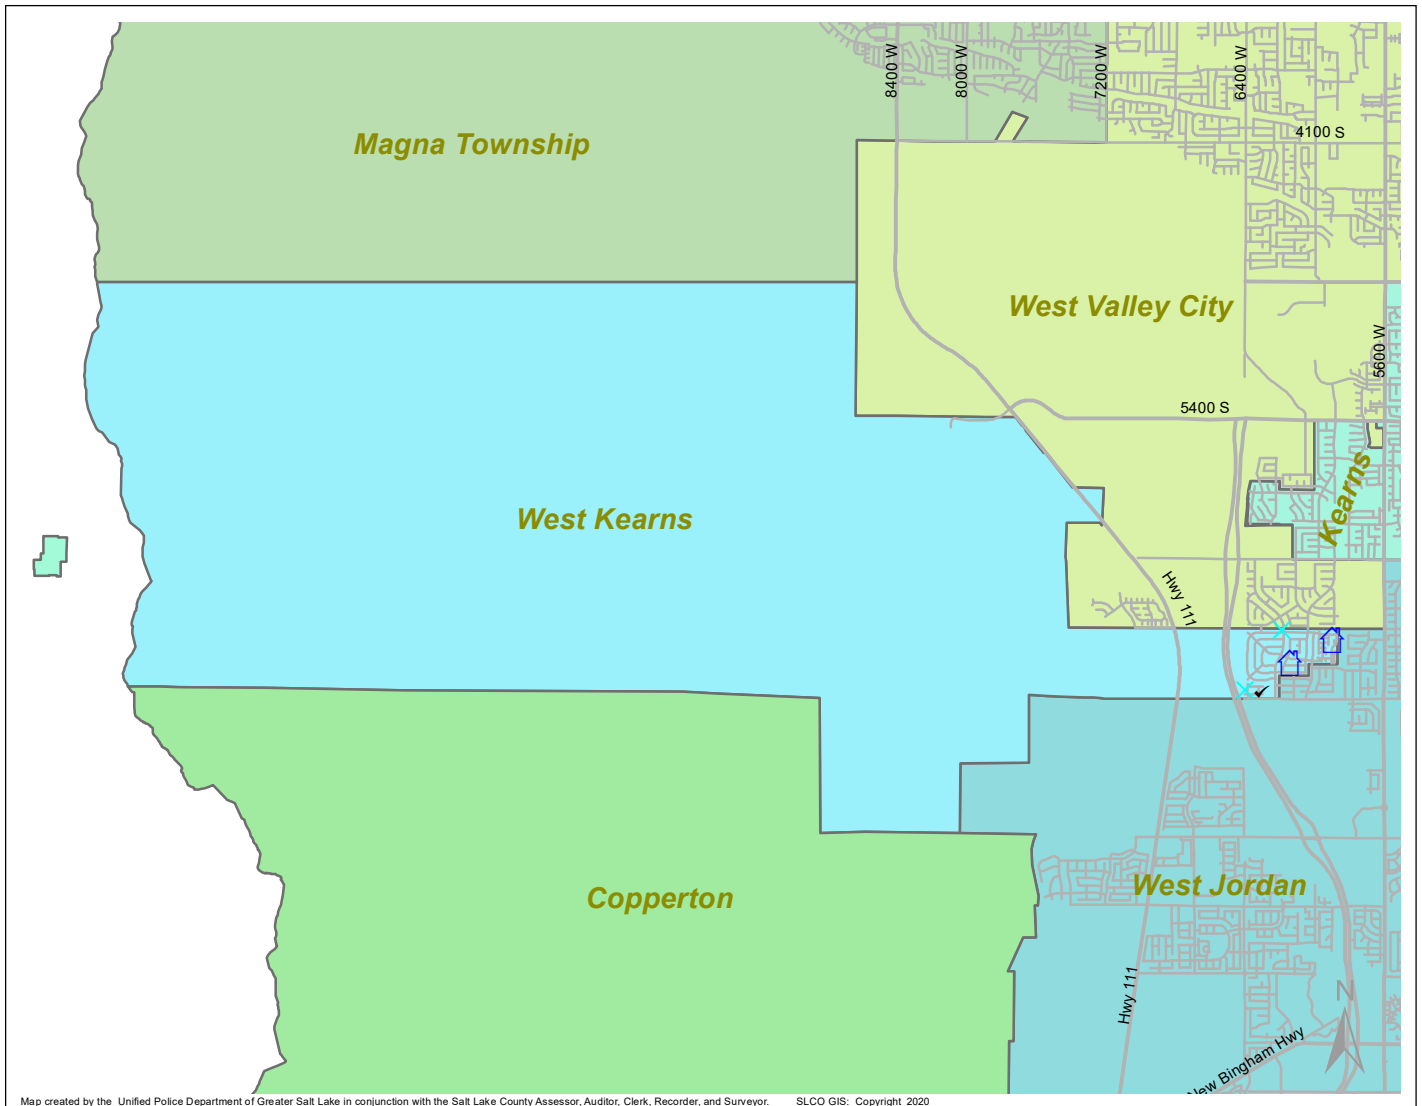 8400 W
8000 W
7200 W
6400 W
4100 S
Magna Township
West Valley City
5600 W
5400 S
Kearns
West Kearns
Hwy 111
West Jordan
Copperton
Hwy 111
N
New Bingham Hwy
Map created by the Unified Police Department of Greater Salt Lake in conjunction with the Salt Lake County Assessor, Auditor, Clerk, Recorder, and Surveyor. SLCO GIS: Copyright 2020